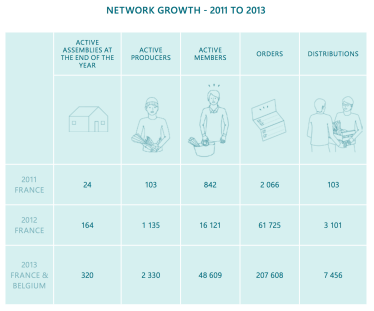 NETWORK GROWTH - 2011 TO 2013
ACTIVE
ASSEMBLIES AT
THE END OF THE
YEAR
ACTIVE
PRODUCERS
ACTIVE
MEMBERS
ORDERS
DISTRIBUTIONS
2011
FRANCE
24
103
842
2 066
103
2012
FRANCE
164
1 135
16 121
61 725
3 101
2013
FRANCE &
BELGIUM
320
2 330
48 609
207 608
7 456